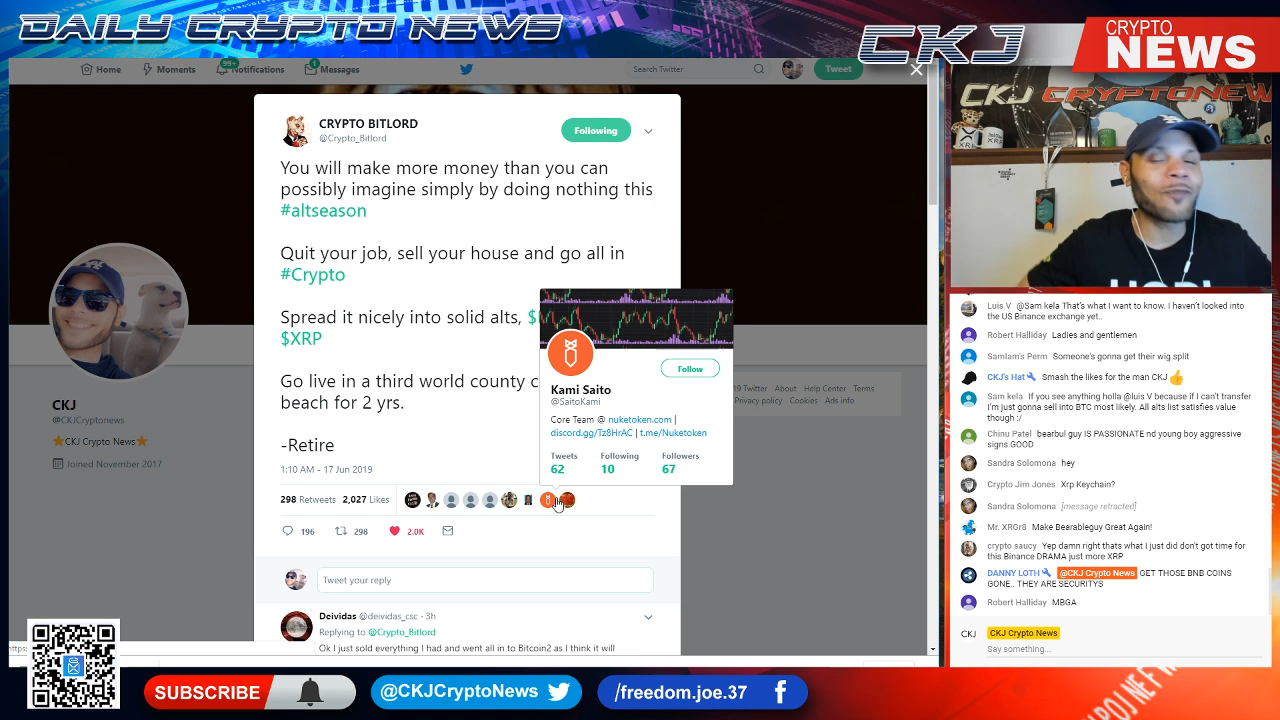 DAILY CRYPTO NEWS
CKJ
CRYPTO
NEWS
Home
Moments
99+
Notifications
1
Messages
Search Twitter
Tweet
CRYPTO BITLORD
@Crypto_Bitlord
Following
You will make more money than you can
possibly imagine simply by doing nothing this
#altseason
Quit your job, sell your house and go all in
#Crypto
Spread it nicely into solid alts, $
$XRP
Go live in a third world county c
beach for 2 yrs.
-Retire
1:10 AM - 17 Jun 2019
298 Retweets 2,027 Likes
196
298
2.0K
Tweet your reply
Deividas @deividas_csc · 3h
Replying to @Crypto_Bitlord
Ok I just sold everything I had and went all in to Bitcoin2 as I think it will
Kami Saito
@SaitoKami
Follow
Core Team @ nuketoken.com |
discord.gg/Tz8HrAC | t.me/Nuketoken
Tweets Following Followers
62 10 67
CKJ
@CKJCryptonews
CKJ Crypto News
Joined November 2017
19 Twitter About Help Center Terms
Privacy policy Cookies Ads info
https:
CKJ CRYPTONEW
XRP
Luis V @Sam kela That's what I want to know. I haven't looked into
the US Binance exchange yet..
Robert Halliday Ladies and gentlemen
SamIam's Perm Someone's gonna get their wig split
CKJ's Hat Smash the likes for the man CKJ
Sam kela If you see anything holla @luis V because if I can't transfer
I'm just gonna sell into BTC most likely. All alts list satisfies value
though :/
Chinu Patel bearbul guy IS PASSIONATE nd young boy aggressive
signs GOOD
Sandra Solomona hey
Crypto Jim Jones Xrp Keychain?
Sandra Solomona [message retracted]
Mr. XRGr8 Make Bearableguy Great Again!
crypto saucy Yep damn right thats what I just did don't got time for
this Binance DRAMA just more XRP
DANNY LOTH @CKJ Crypto News GET THOSE BNB COINS
GONE.. THEY ARE SECURITYS
Robert Halliday MBGA
CKJ
CKJ Crypto News
Say something...
SUBSCRIBE
@CKJCryptoNews
/freedom.joe.37